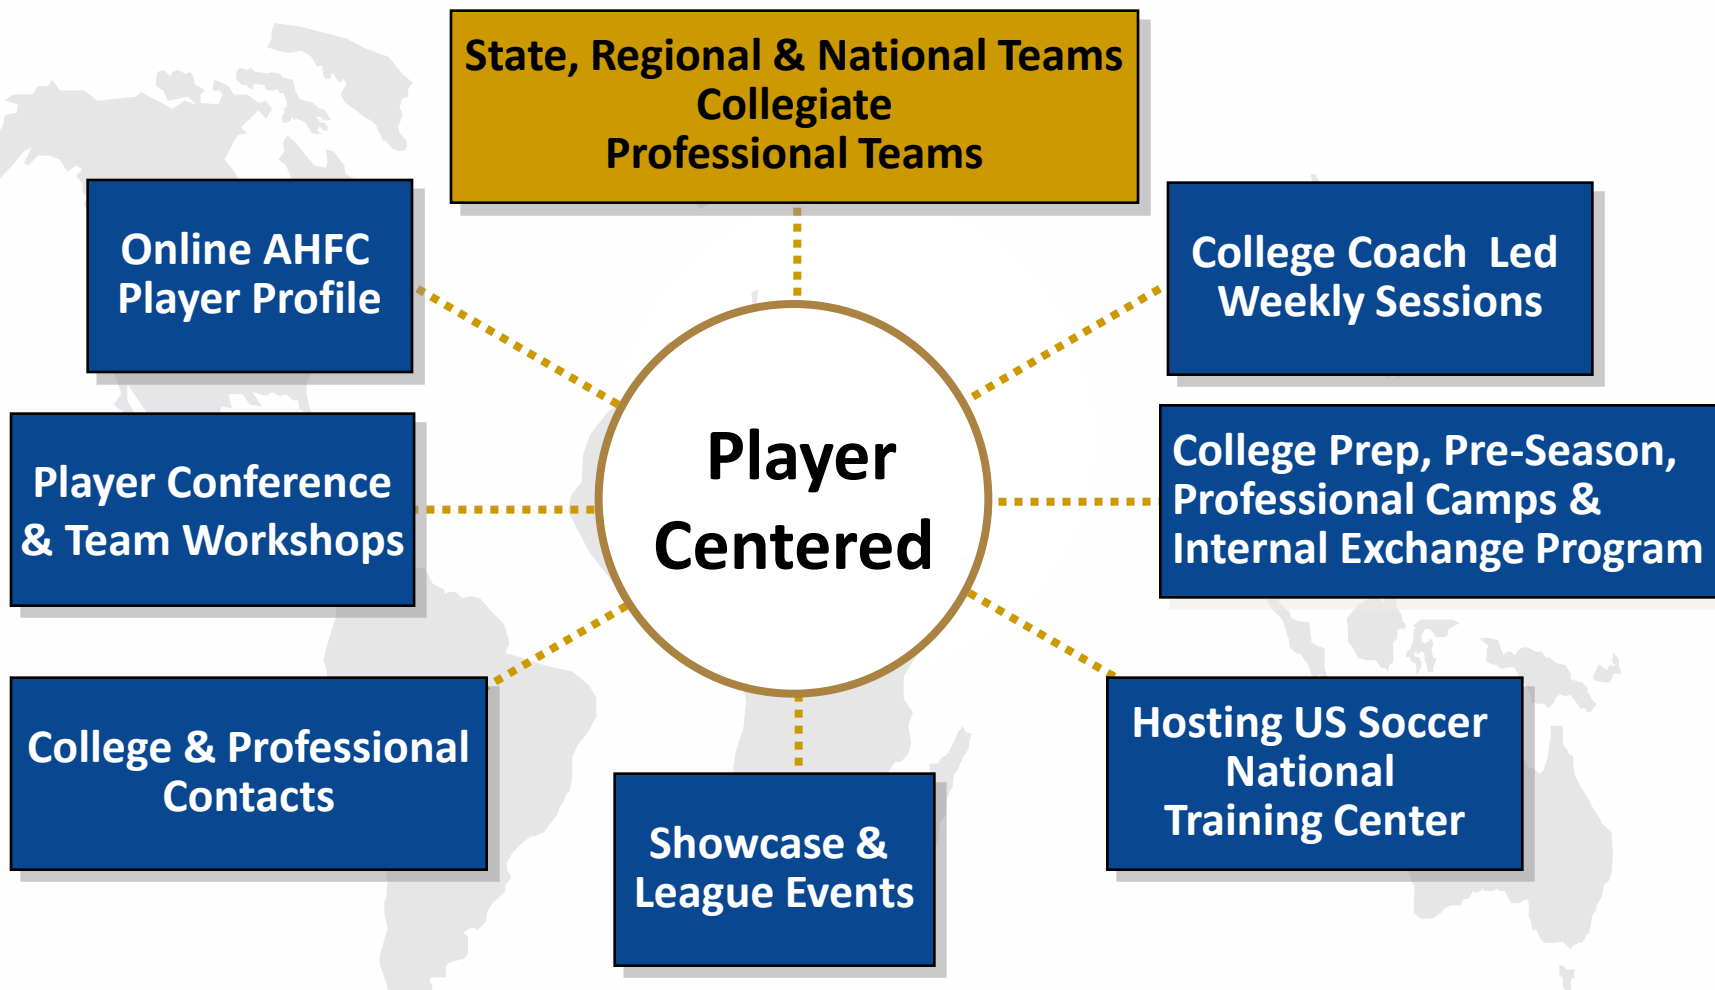 State, Regional & National Teams
Collegiate
Professional Teams
Online AHFC
Player Profile
College Coach Led
Weekly Sessions
Player Conference
& Team Workshops
Player
Centered
College Prep, Pre-Season,
Professional Camps &
Internal Exchange Program
College & Professional
Contacts
Showcase &
League Events
Hosting US Soccer
National
Training Center